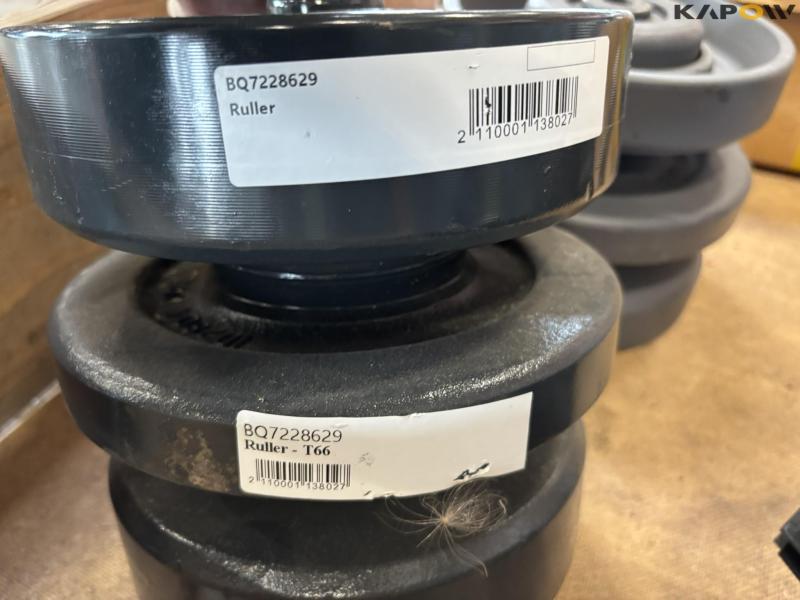 KAPOW
BQ7228629
Ruller
2 110001 138027
BQ7228629
Ruller - T66
2 110001 138027